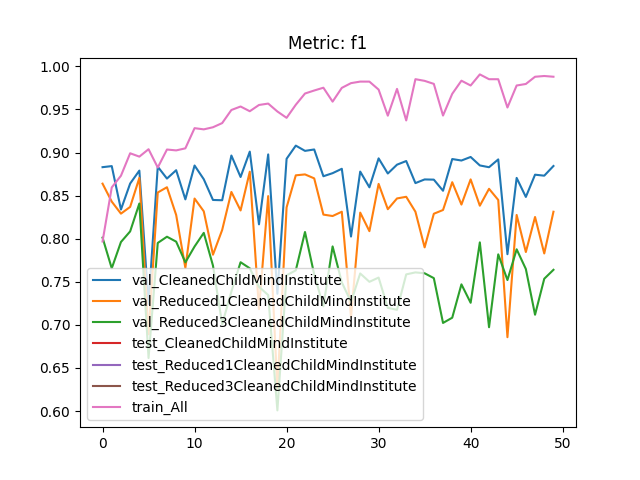 Metric: f1
1.00
0.95
0.90
0.85
0.80
0.75
0.70
0.65
0.60
val_CleanedChildMindInstitute
val_Reduced1CleanedChildMindInstitute
val_Reduced3CleanedChildMindInstitute
test_CleanedChildMindInstitute
test_Reduced1CleanedChildMindInstitute
test_Reduced3CleanedChildMindInstitute
train_All
0 10 20 30 40 50